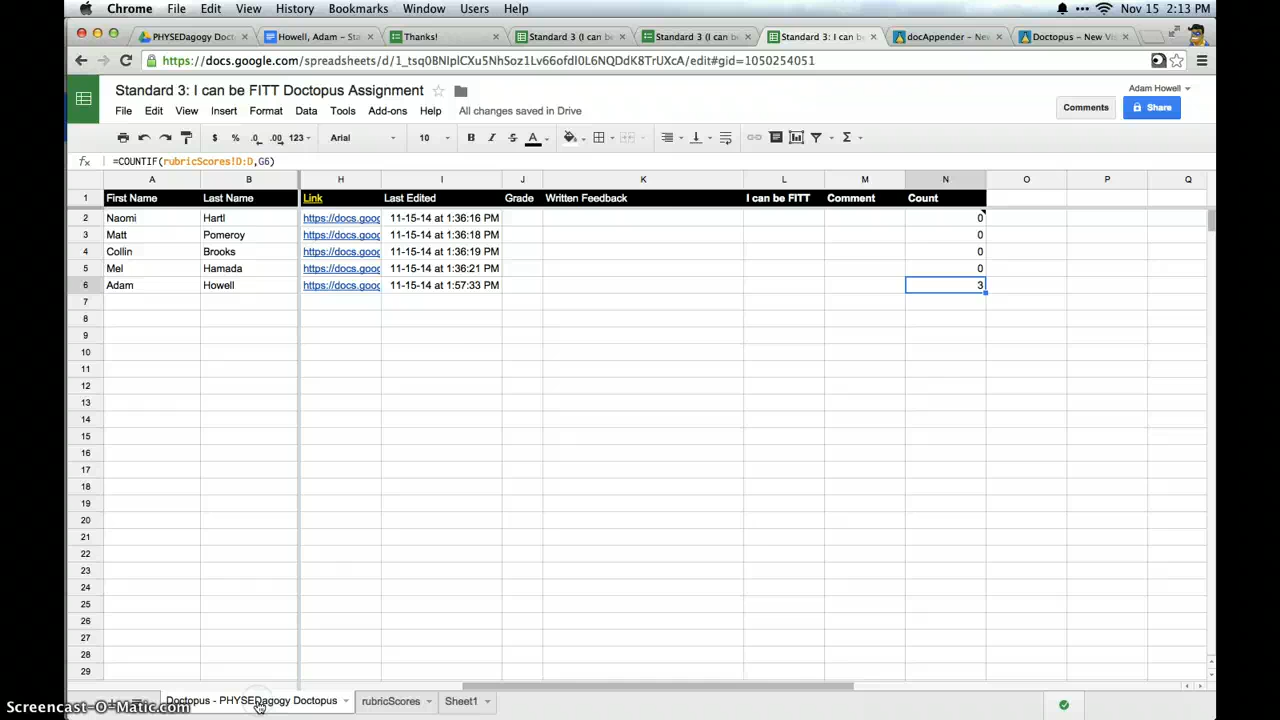 Chrome File Edit View History Bookmarks Window Users Help Nov 15 2:13 PM
PHYSEDagogy Doct Howell, Adam – Sta Thanks! Standard 3 (I can be Standard 3 (I can be Standard 3: I can be docAppender – New Doctopus – New Vi
https://docs.google.com/spreadsheets/d/1_tsq0BNlplCXu5NhSoz1Lv66ofdI0L6NQDdK8TrUXcA/edit#gid=1050254051
Standard 3: I can be FITT Doctopus Assignment Adam Howell
File Edit View Insert Format Data Tools Add-ons Help All changes saved in Drive Comments Share
$ % .0 .00 123 Arial 10 B I S A Σ
fx =COUNTIF(rubricScores!D:D,G6)
A B H I J K L M N O P Q
1 First Name Last Name Link Last Edited Grade Written Feedback I can be FITT Comment Count
2 Naomi Hartl https://docs.goog 11-15-14 at 1:36:16 PM 0
3 Matt Pomeroy https://docs.goog 11-15-14 at 1:36:18 PM 0
4 Collin Brooks https://docs.goog 11-15-14 at 1:36:19 PM 0
5 Mel Hamada https://docs.goog 11-15-14 at 1:36:21 PM 0
6 Adam Howell https://docs.goog 11-15-14 at 1:57:33 PM 3
7
8
9
10
11
12
13
14
15
16
17
18
19
20
21
22
23
24
25
26
27
28
29
Doctopus - PHYSEDagogy Doctopus rubricScores Sheet1
Screencast-O-Matic.com